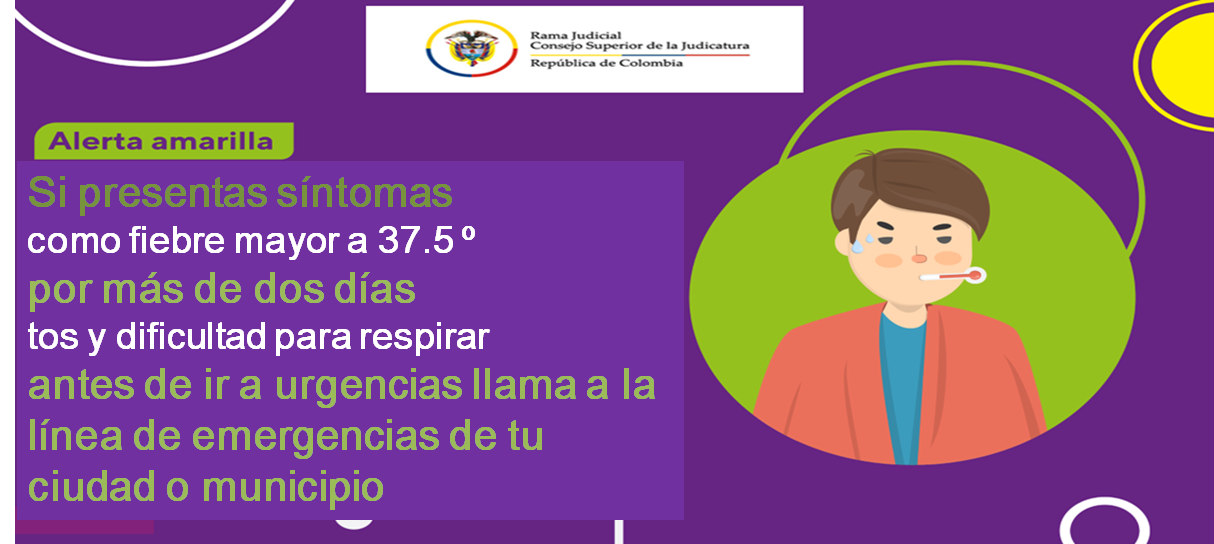 Rama Judicial
Consejo Superior de la Judicatura
República de Colombia
Alerta amarilla
Si presentas síntomas
como fiebre mayor a 37.5 º
por más de dos días
tos y dificultad para respirar
antes de ir a urgencias llama a la
línea de emergencias de tu
ciudad o municipio